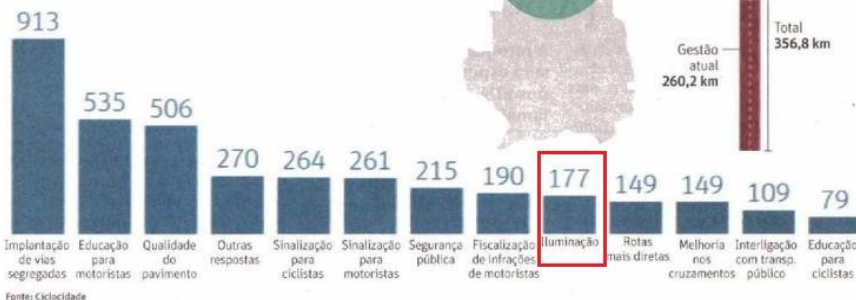 913
535
506
270
264
261
215
190
177
149
149
109
79
Implantação
de vias
segregadas
Educação
para
motoristas
Qualidade
do
pavimento
Outras
respostas
Sinalização
para
ciclistas
Sinalização
para
motoristas
Segurança
pública
Fiscalização
de infrações
de motoristas
Iluminação
Rotas
mais diretas
Melhoria
nos
cruzamentos
Interligação
com transp.
público
Educação
para
ciclistas
Fonte: Ciclocidade
Gestão
atual
260,2 km
Total
356,8 km